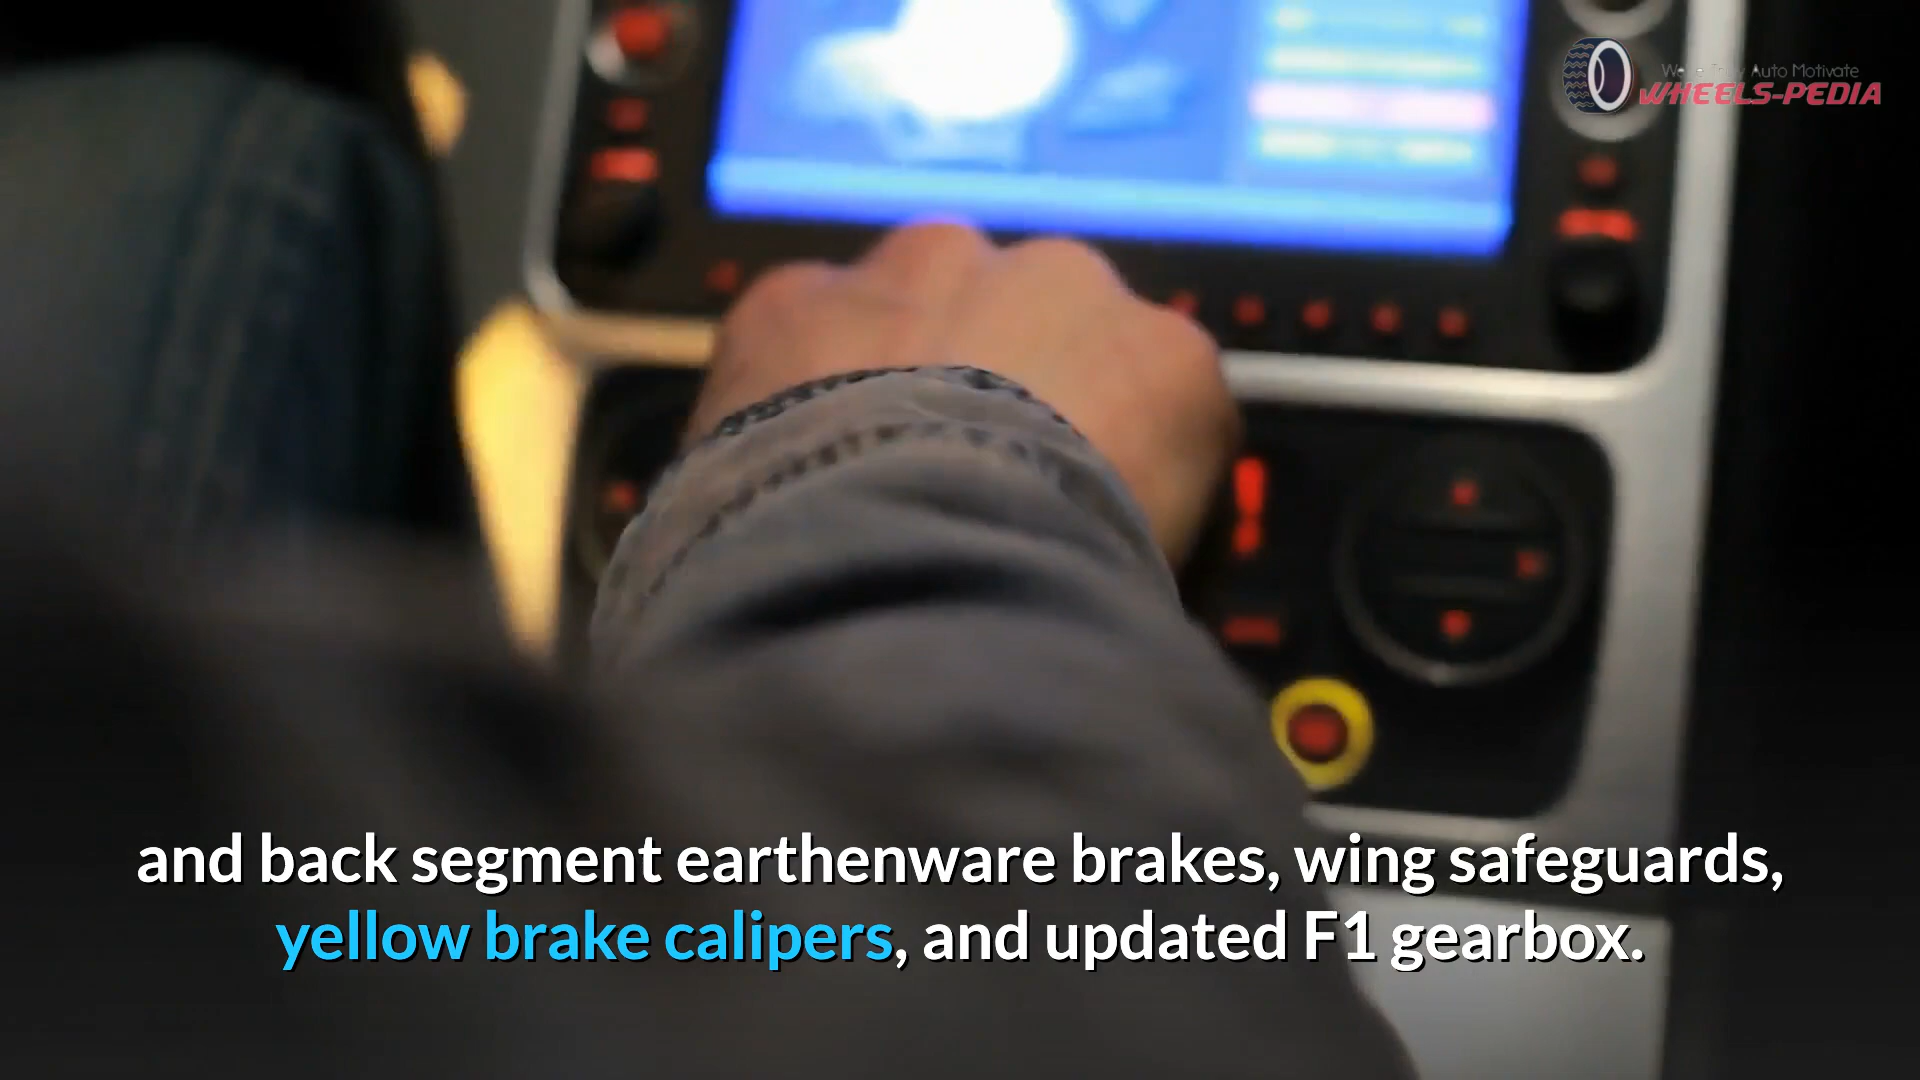 Auto Motivate
WHEELS-PEDIA
and back segment earthenware brakes, wing safeguards,
yellow brake calipers, and updated F1 gearbox.